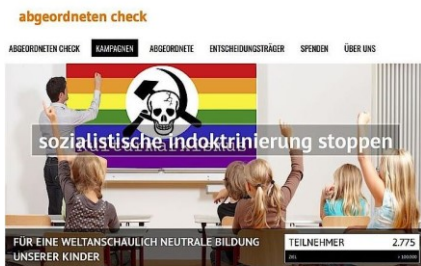 abgeordneten check
ABGEORDNETEN CHECK KAMPAGNEN ABGEORDNETE ENTSCHEIDUNGSTRÄGER SPENDEN ÜBER UNS
sozialistische Indoktrinierung stoppen
FÜR EINE WELTANSCHAULICH NEUTRALE BILDUNG
UNSERER KINDER
TEILNEHMER 2.775
ZIEL